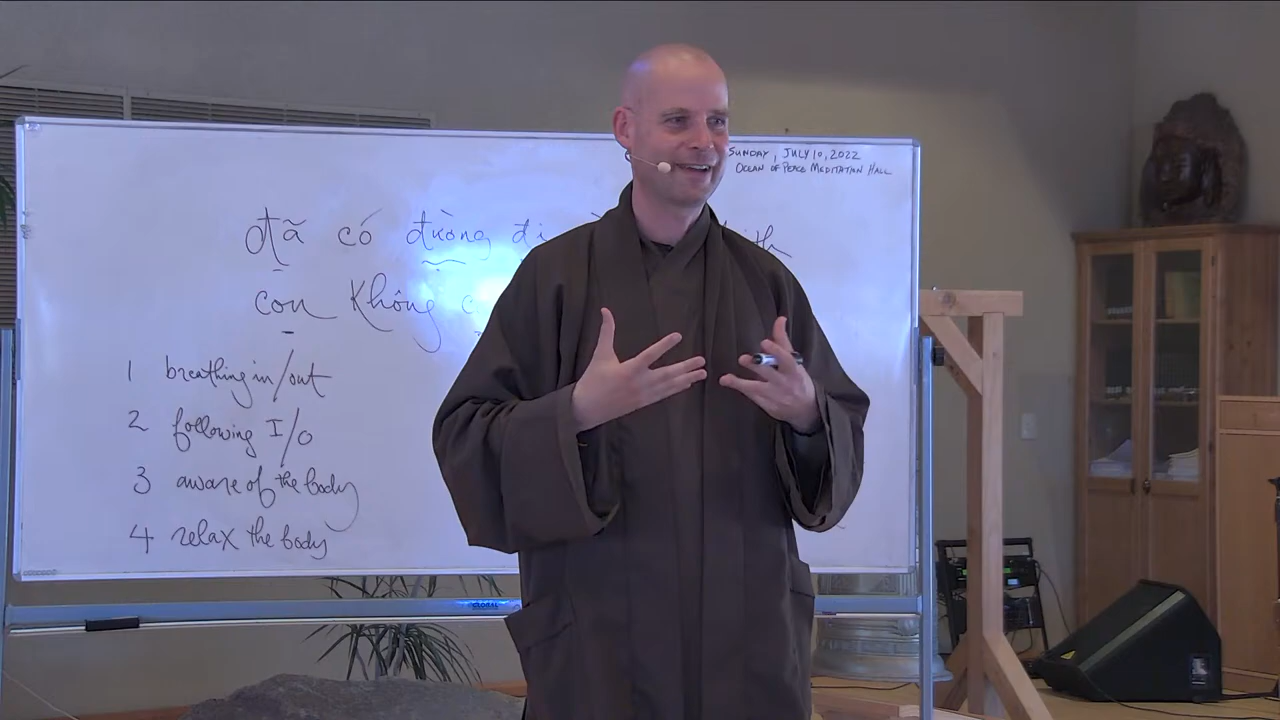 SUNDAY, JULY 10, 2022
OCEAN OF PEACE MEDITATION HALL
đã có đường đi
con không
1 breathing in/out
2 following I/O
3 aware of the body
4 relax the body
GLOBAL